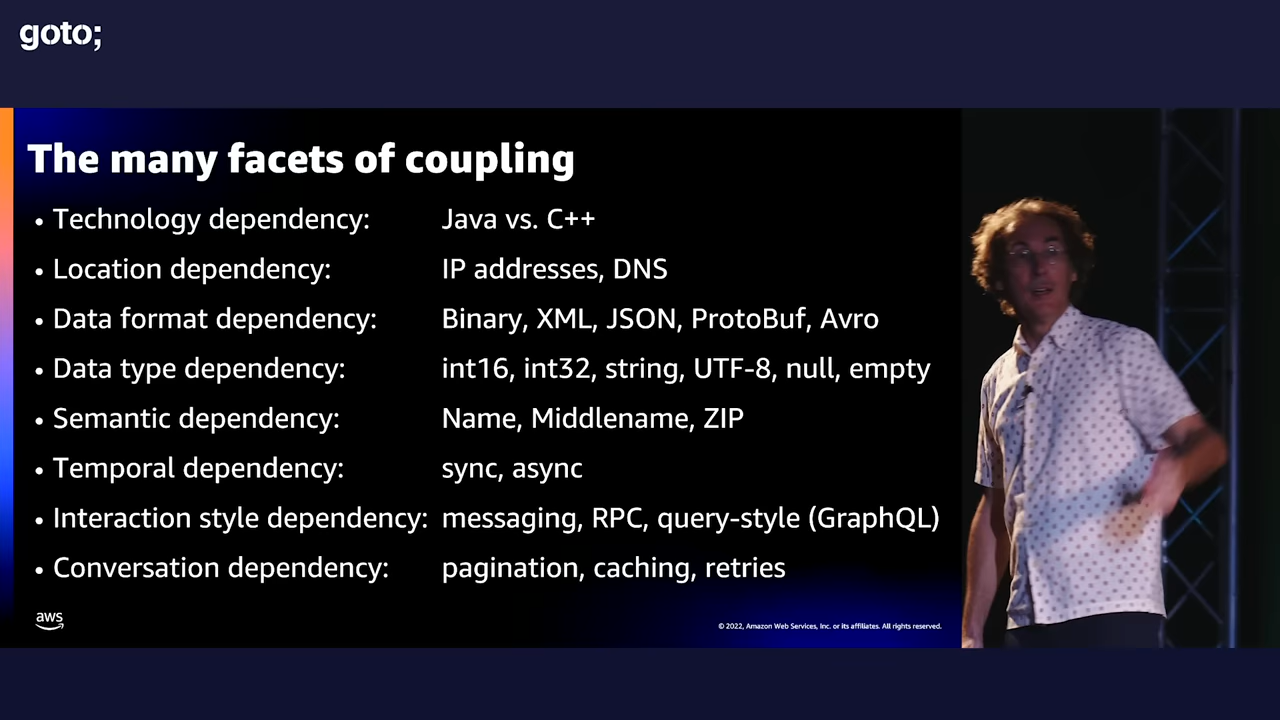 goto;
The many facets of coupling
• Technology dependency: Java vs. C++
• Location dependency: IP addresses, DNS
• Data format dependency: Binary, XML, JSON, ProtoBuf, Avro
• Data type dependency: int16, int32, string, UTF-8, null, empty
• Semantic dependency: Name, Middlename, ZIP
• Temporal dependency: sync, async
• Interaction style dependency: messaging, RPC, query-style (GraphQL)
• Conversation dependency: pagination, caching, retries
aws
© 2022, Amazon Web Services, Inc. or its affiliates. All rights reserved.